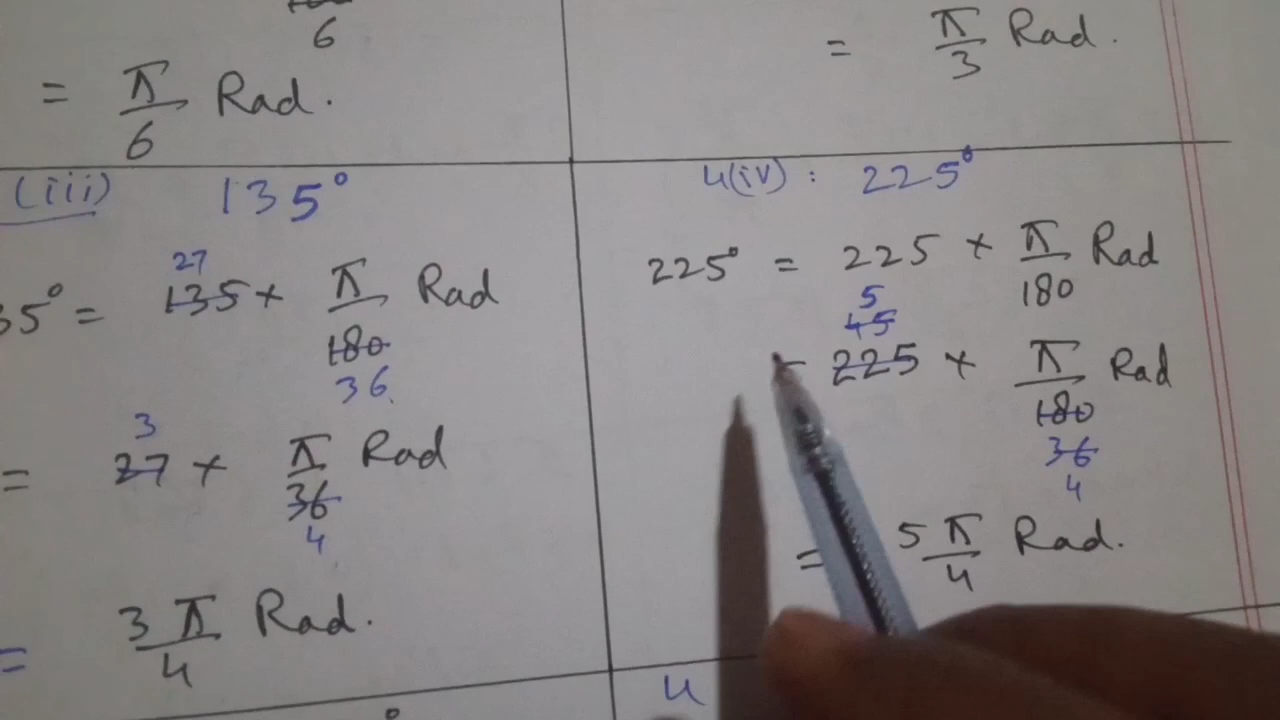 6
= π/6 Rad.
= π/3 Rad.
(iii) 135°
27
35° = 135 × π/180 Rad
36
3
= 27 × π/36 Rad
4
= 3π/4 Rad.
4(iv) : 225°
225° = 225 × π/180 Rad
5
45
= 225 × π/180 Rad
36
4
= 5π/4 Rad.
4